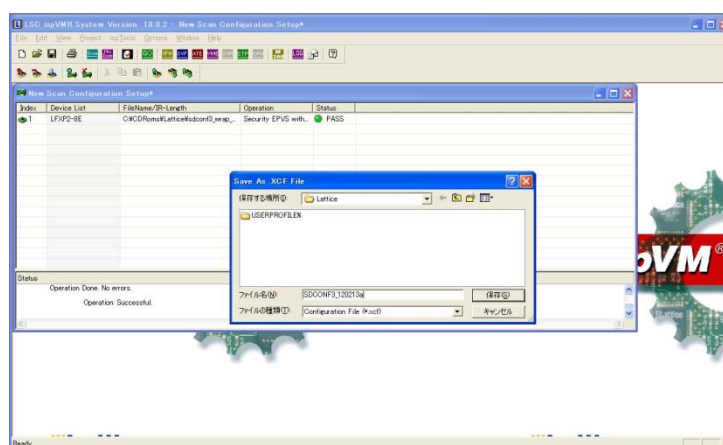 LSC ispVM System Version 18.0.2 - New Scan Configuration Setup*
File Edit View Project ispTools Options Window Help
New Scan Configuration Setup*
Index Device List FileName/IR-Length Operation Status
1 LFXP2-8E Security EPVS with.. PASS
Save As XCF File
保存する場所(I): Lattice
USERPROFILE%
ファイル名(N): SDCONF3_120213a 保存(S)
ファイルの種類(T): Configuration File (*.xcf) キャンセル
Status
Operation Done. No errors.
Operation: Successful.
pVM®
Lattice
Ready